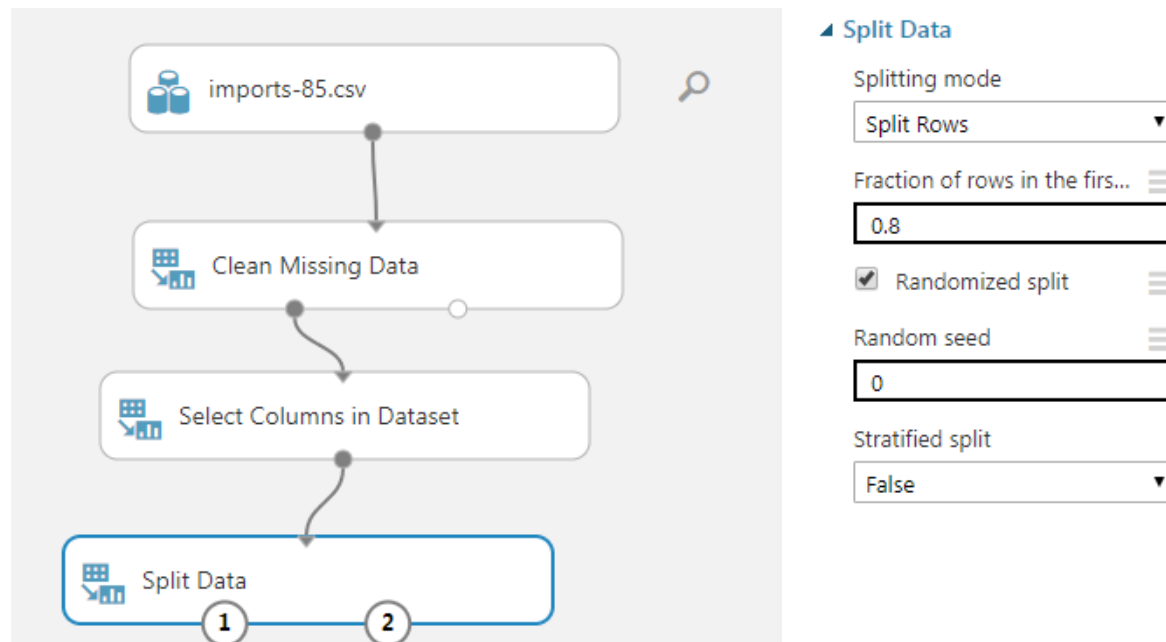 imports-85.csv
Clean Missing Data
Select Columns in Dataset
Split Data
1 2
Split Data
Splitting mode
Split Rows
Fraction of rows in the firs...
0.8
Randomized split
Random seed
0
Stratified split
False